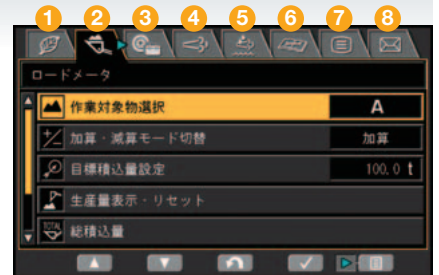 1 2 3 4 5 6 7 8
ロードメータ
作業対象物選択 A
加算・減算モード切替 加算
目標積込量設定 100.0 t
生産量表示・リセット
TOTAL 総積込量